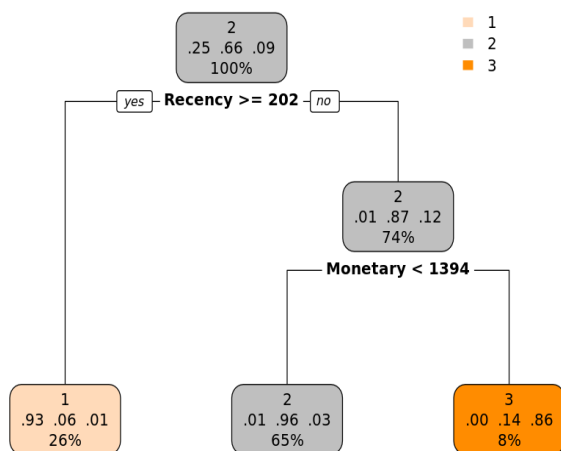 2
.25 .66 .09
100%
1
2
3
yes Recency >= 202 no
2
.01 .87 .12
74%
Monetary < 1394
1
.93 .06 .01
26%
2
.01 .96 .03
65%
3
.00 .14 .86
8%